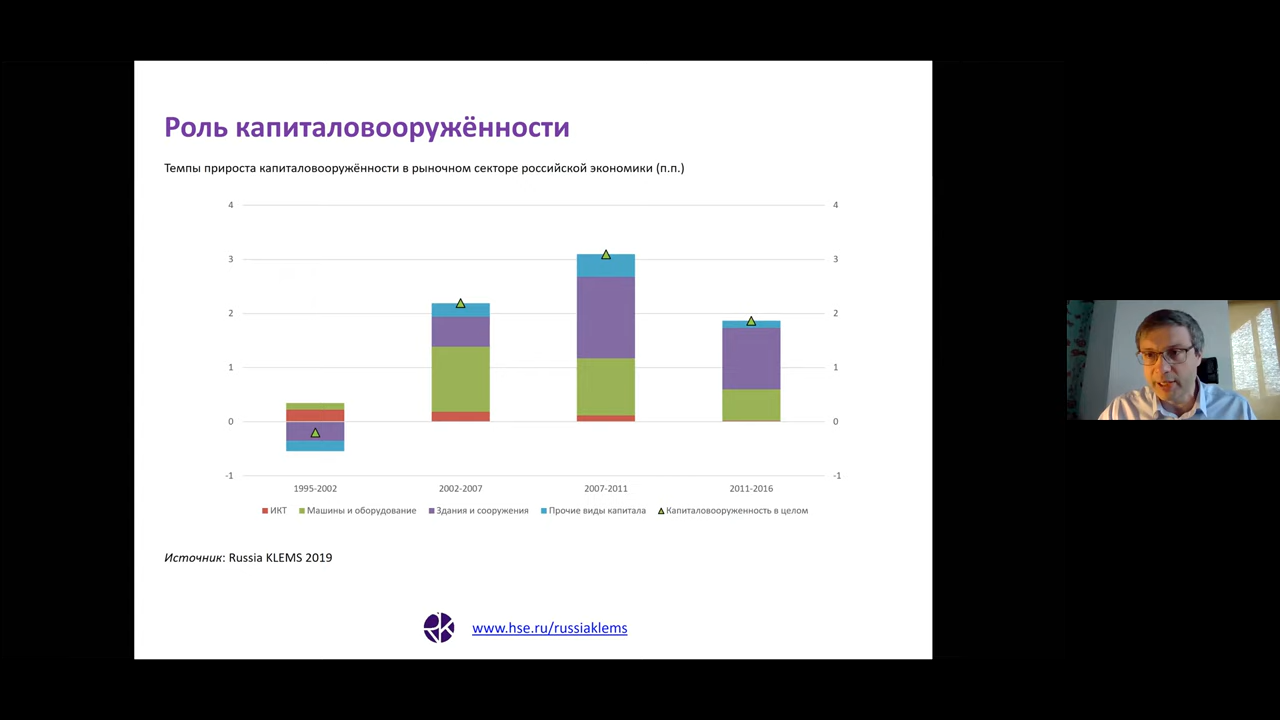 Роль капиталовооружённости
Темпы прироста капиталовооружённости в рыночном секторе российской экономики (п.п.)
4 4
3 3
2 2
1 1
0 0
-1 -1
1995-2002 2002-2007 2007-2011 2011-2016
ИКТ Машины и оборудование Здания и сооружения Прочие виды капитала Капиталовооруженность в целом
Источник: Russia KLEMS 2019
www.hse.ru/russiaklems